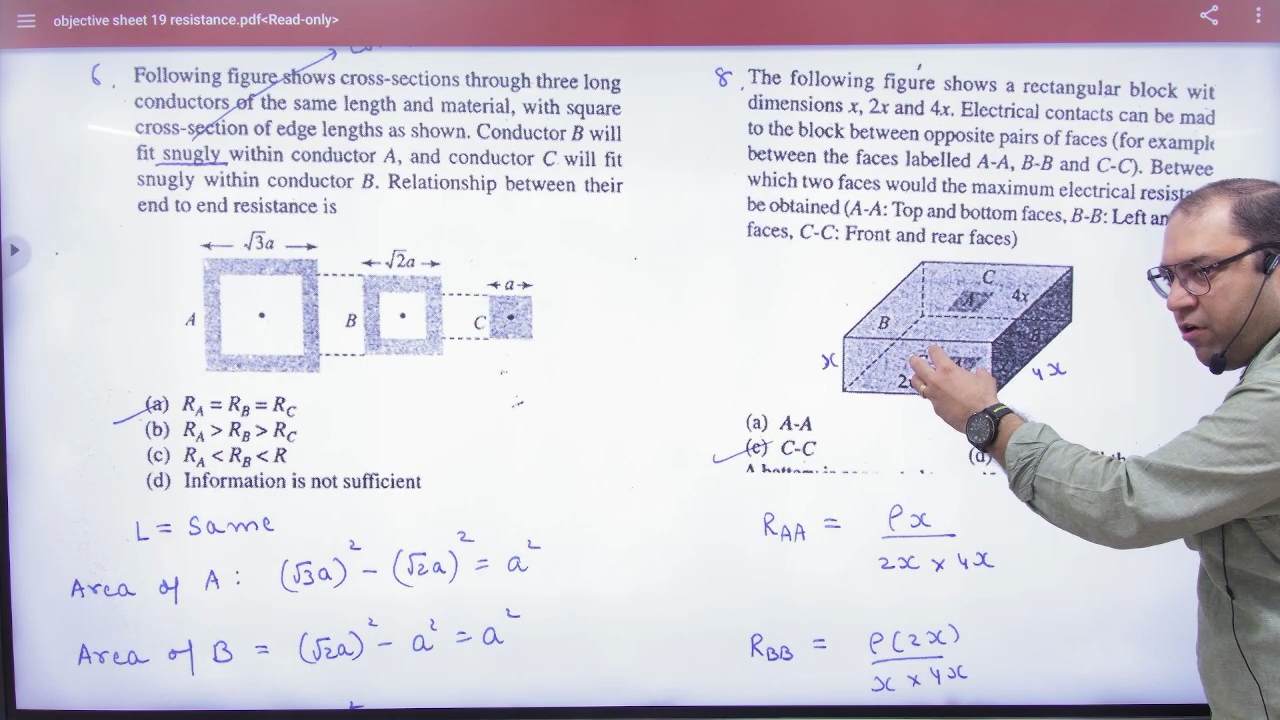 objective sheet 19 resistance.pdf<Read-only>
6. Following figure shows cross-sections through three long
conductors of the same length and material, with square
cross-section of edge lengths as shown. Conductor B will
fit snugly within conductor A, and conductor C will fit
snugly within conductor B. Relationship between their
end to end resistance is
√3a
√2a
a
A
B
C
(a) R_A = R_B = R_C
(b) R_A > R_B > R_C
(c) R_A < R_B < R
(d) Information is not sufficient
L = Same
Area of A : (√3a)² − (√2a)² = a²
Area of B = (√2a)² − a² = a²
8. The following figure shows a rectangular block wit
dimensions x, 2x and 4x. Electrical contacts can be mad
to the block between opposite pairs of faces (for example
between the faces labelled A-A, B-B and C-C). Betwee
which two faces would the maximum electrical resista
be obtained (A-A: Top and bottom faces, B-B: Left an
faces, C-C: Front and rear faces)
C
A
4x
B
x
4x
(a) A-A
(c) C-C
(d)
R_AA = ρx / 2x × 4x
R_BB = ρ(2x) / x × 4x